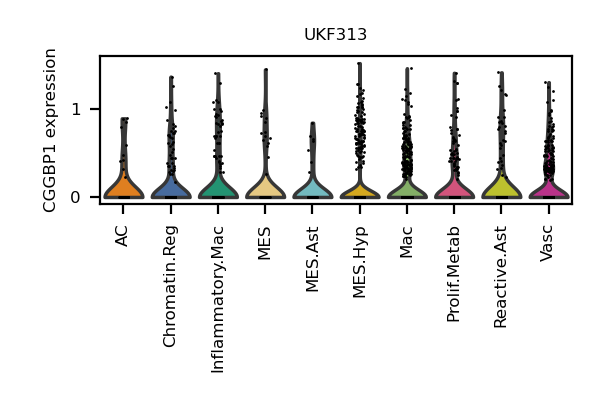 UKF313
CGGBP1 expression
1
0
AC
Chromatin.Reg
Inflammatory.Mac
MES
MES.Ast
MES.Hyp
Mac
Prolif.Metab
Reactive.Ast
Vasc